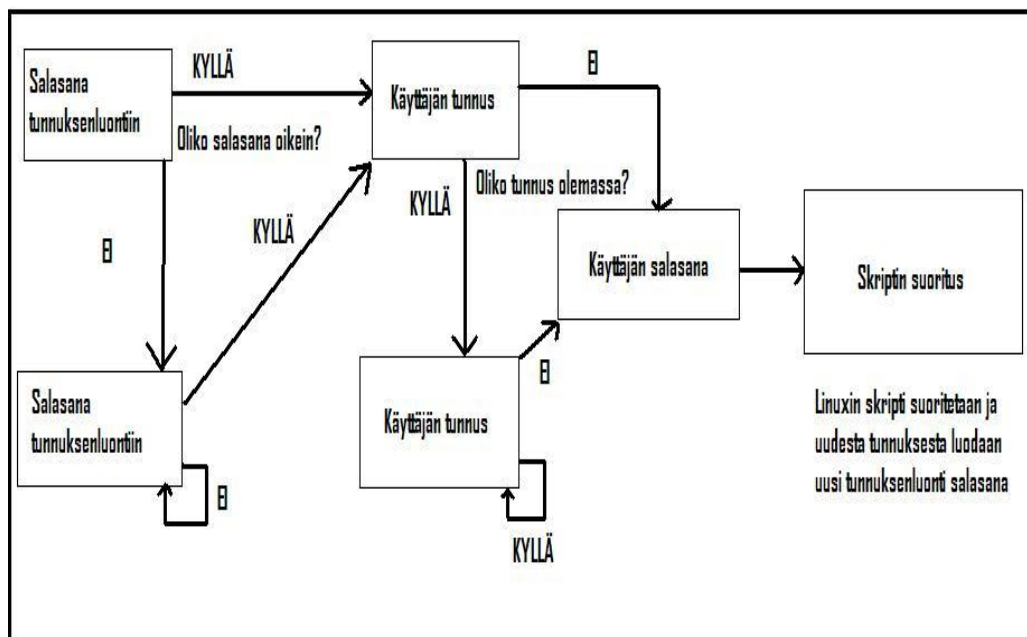 Salasana
tunnuksenluontiin
KYLLÄ
Oliko salasana oikein?
Käyttäjän tunnus
EI
Oliko tunnus olemassa?
KYLLÄ
EI
KYLLÄ
Käyttäjän salasana
Skriptin suoritus
Salasana
tunnuksenluontiin
EI
Käyttäjän tunnus
EI
KYLLÄ
Linuxin skripti suoritetaan ja
uudesta tunnuksesta luodaan
uusi tunnuksenluonti salasana